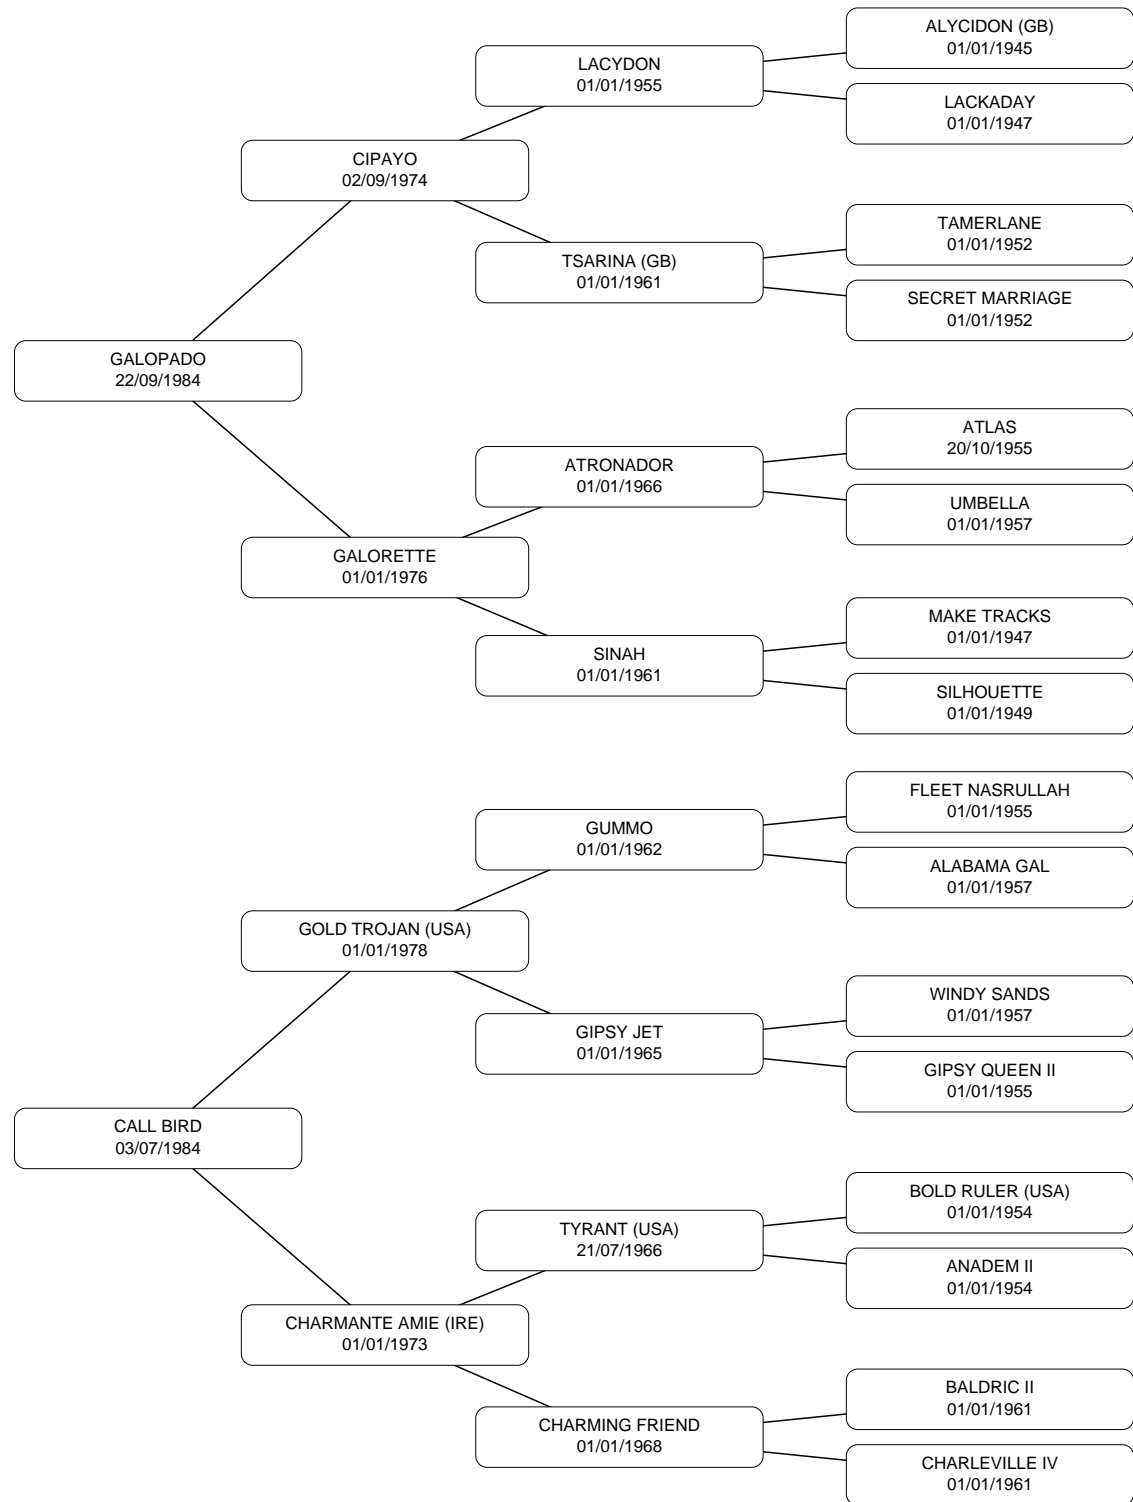 ALYCIDON (GB)
01/01/1945
LACYDON
01/01/1955
LACKADAY
01/01/1947
CIPAYO
02/09/1974
TAMERLANE
01/01/1952
TSARINA (GB)
01/01/1961
SECRET MARRIAGE
01/01/1952
GALOPADO
22/09/1984
ATLAS
20/10/1955
ATRONADOR
01/01/1966
UMBELLA
01/01/1957
GALORETTE
01/01/1976
MAKE TRACKS
01/01/1947
SINAH
01/01/1961
SILHOUETTE
01/01/1949
FLEET NASRULLAH
01/01/1955
GUMMO
01/01/1962
ALABAMA GAL
01/01/1957
GOLD TROJAN (USA)
01/01/1978
WINDY SANDS
01/01/1957
GIPSY JET
01/01/1965
GIPSY QUEEN II
01/01/1955
CALL BIRD
03/07/1984
BOLD RULER (USA)
01/01/1954
TYRANT (USA)
21/07/1966
ANADEM II
01/01/1954
CHARMANTE AMIE (IRE)
01/01/1973
BALDRIC II
01/01/1961
CHARMING FRIEND
01/01/1968
CHARLEVILLE IV
01/01/1961